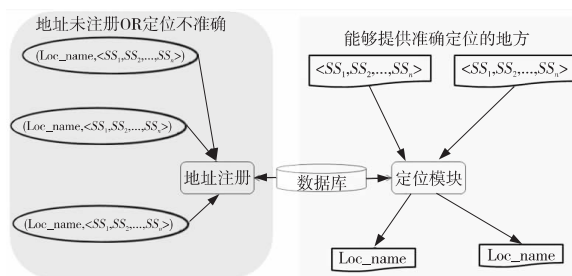 地址未注册OR定位不准确
(Loc_name,<SS₁,SS₂,...,SSₙ>)
(Loc_name,<SS₁,SS₂,...,SSₙ>)
(Loc_name,<SS₁,SS₂,...,SSₙ>)
地址注册
数据库
能够提供准确定位的地方
<SS₁,SS₂,...,SSₙ>
<SS₁,SS₂,...,SSₙ>
定位模块
Loc_name
Loc_name